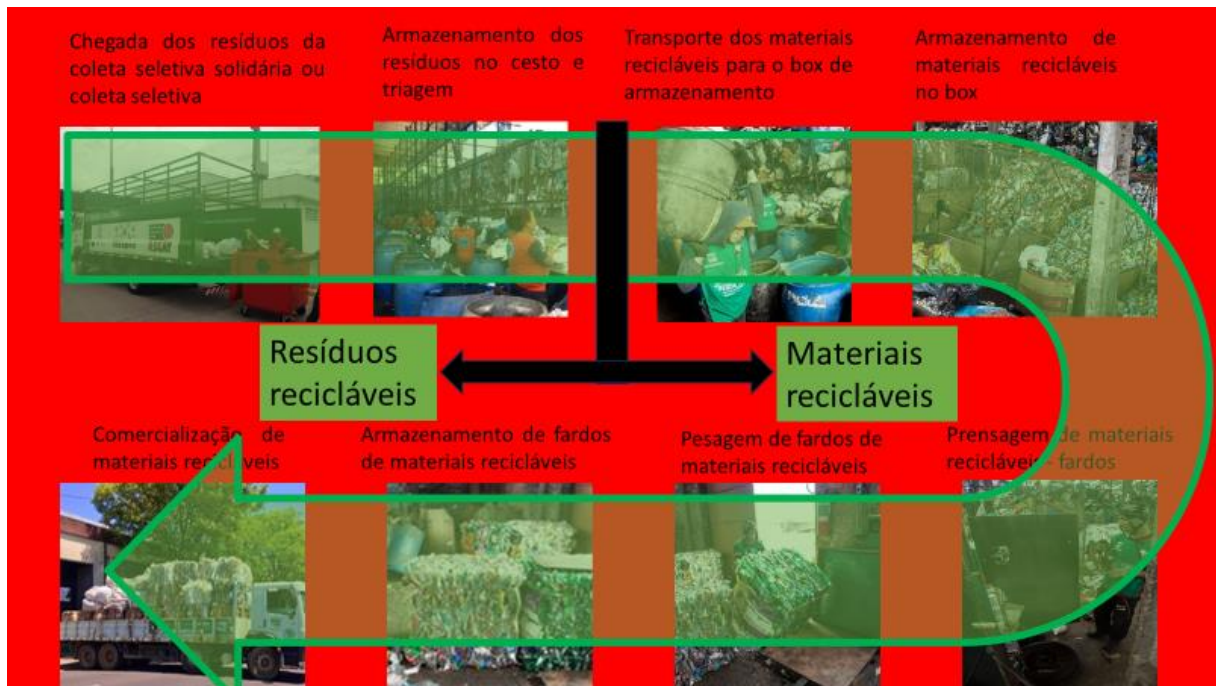 Chegada dos resíduos da
coleta seletiva solidária ou
coleta seletiva
Armazenamento dos
resíduos no cesto e
triagem
Transporte dos materiais
recicláveis para o box de
armazenamento
Armazenamento de
materiais recicláveis
no box
Resíduos
recicláveis
Materiais
recicláveis
Comercialização de
materiais recicláveis
Armazenamento de fardos
de materiais recicláveis
Pesagem de fardos de
materiais recicláveis
Prensagem de materiais
recicláveis - fardos